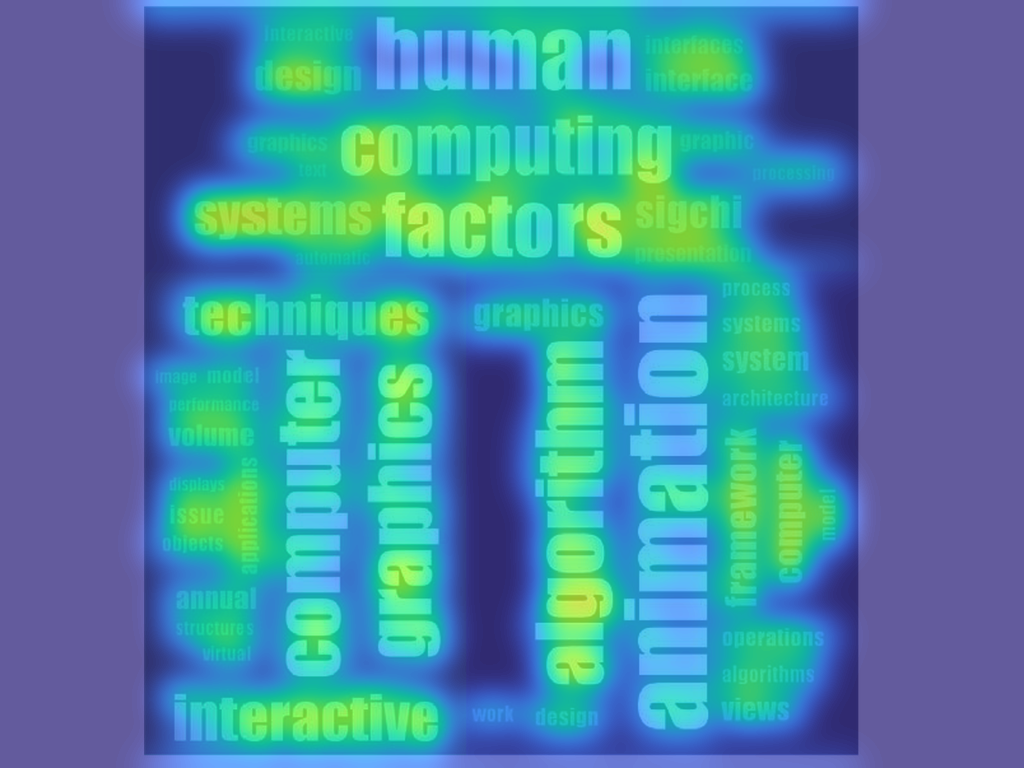 interactive
human
interfaces
design
interface
computing
graphics
graphic
text
processing
systems
factors
sigchi
automatic
presentation
techniques
graphics
process
systems
system
architecture
image model
performance
volume
computer
graphics
algorithm
animation
displays
issue
objects
applications
framework
computer
model
annual
structures
virtual
operations
algorithms
views
interactive
work
design